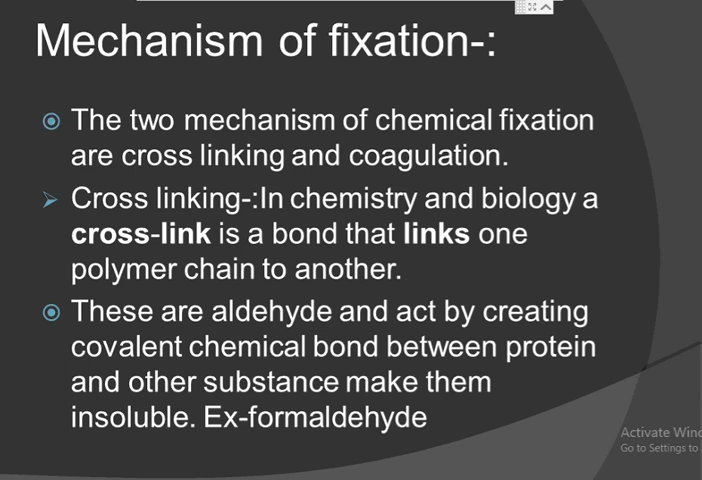 Mechanism of fixation-:
The two mechanism of chemical fixation
are cross linking and coagulation.
Cross linking-:In chemistry and biology a
cross-link is a bond that links one
polymer chain to another.
These are aldehyde and act by creating
covalent chemical bond between protein
and other substance make them
insoluble. Ex-formaldehyde
Activate Wind
Go to Settings to